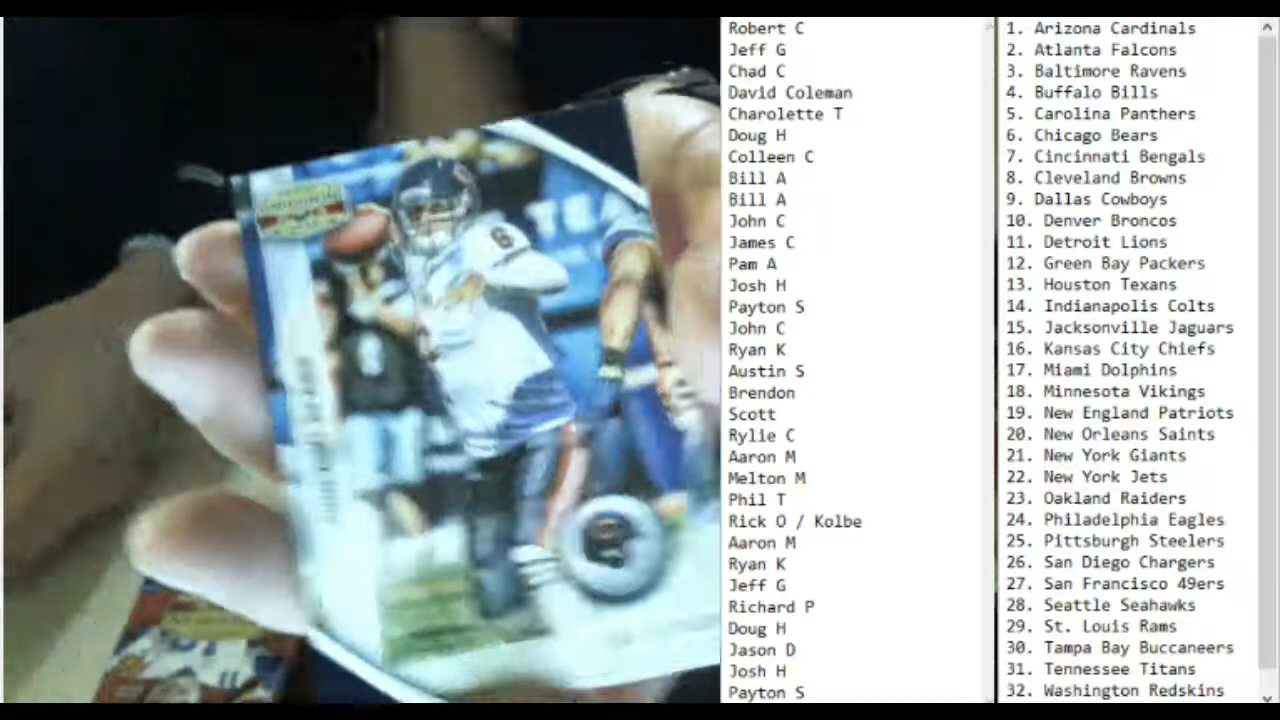 Robert C
Jeff G
Chad C
David Coleman
Charolette T
Doug H
Colleen C
Bill A
Bill A
John C
James C
Pam A
Josh H
Payton S
John C
Ryan K
Austin S
Brendon
Scott
Rylie C
Aaron M
Melton M
Phil T
Rick O / Kolbe
Aaron M
Ryan K
Jeff G
Richard P
Doug H
Jason D
Josh H
Payton S
1. Arizona Cardinals
2. Atlanta Falcons
3. Baltimore Ravens
4. Buffalo Bills
5. Carolina Panthers
6. Chicago Bears
7. Cincinnati Bengals
8. Cleveland Browns
9. Dallas Cowboys
10. Denver Broncos
11. Detroit Lions
12. Green Bay Packers
13. Houston Texans
14. Indianapolis Colts
15. Jacksonville Jaguars
16. Kansas City Chiefs
17. Miami Dolphins
18. Minnesota Vikings
19. New England Patriots
20. New Orleans Saints
21. New York Giants
22. New York Jets
23. Oakland Raiders
24. Philadelphia Eagles
25. Pittsburgh Steelers
26. San Diego Chargers
27. San Francisco 49ers
28. Seattle Seahawks
29. St. Louis Rams
30. Tampa Bay Buccaneers
31. Tennessee Titans
32. Washington Redskins
6